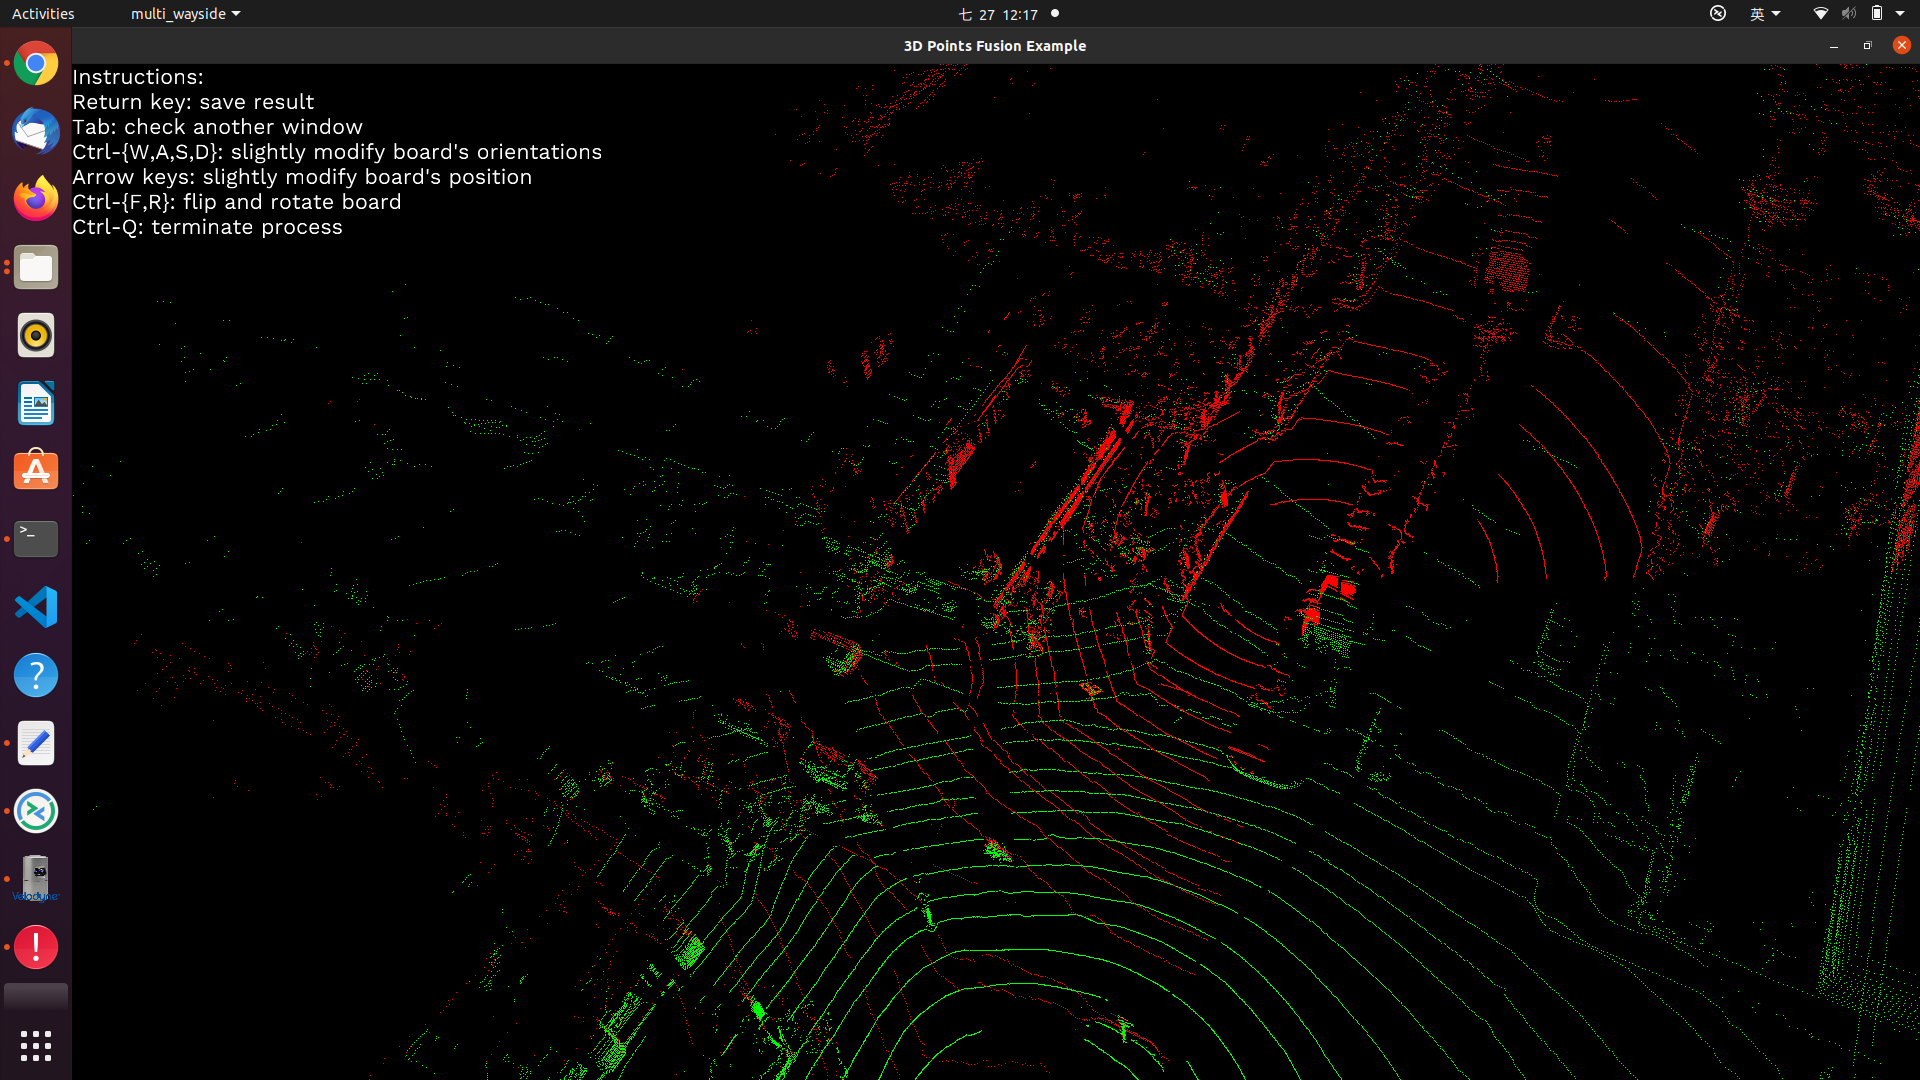 Activities
multi_wayside
七 27 12:17
英
3D Points Fusion Example
Instructions:
Return key: save result
Tab: check another window
Ctrl-{W,A,S,D}: slightly modify board's orientations
Arrow keys: slightly modify board's position
Ctrl-{F,R}: flip and rotate board
Ctrl-Q: terminate process
>_
?
Velodyne
!